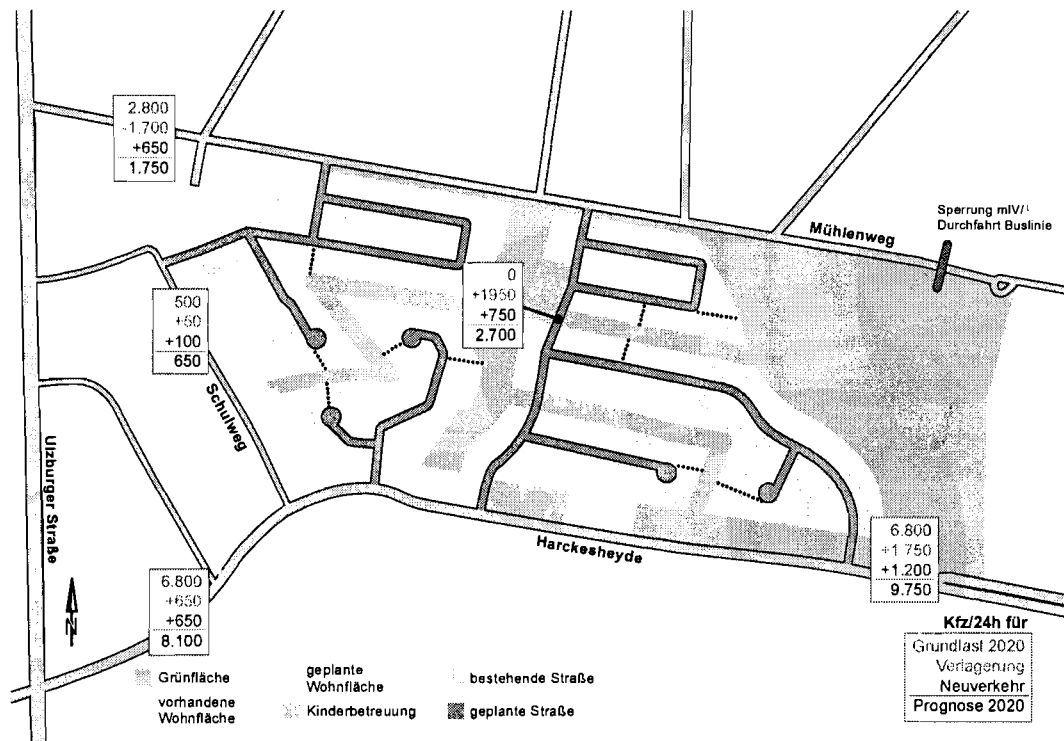 2.800
-1.700
+650
1.750
Sperrung mIV/
Durchfahrt Buslinie
Mühlenweg
0
+1950
+750
2.700
500
+50
+100
650
Schulweg
Ulzburger Straße
Harckesheyde
6.800
+1.750
+1.200
9.750
6.800
+650
+650
8.100
N
Kfz/24h für
Grundlast 2020
Verlagerung
Neuverkehr
Prognose 2020
Grünfläche
geplante
Wohnfläche
bestehende Straße
vorhandene
Wohnfläche
Kinderbetreuung
geplante Straße